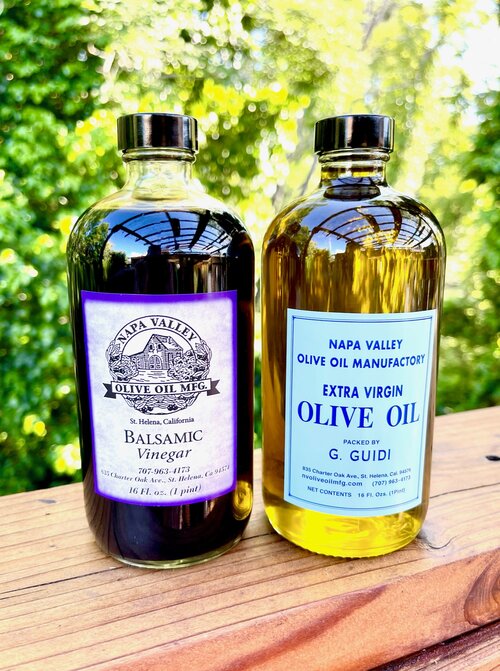 NAPA VALLEY
OLIVE OIL MFG.
St. Helena, California
BALSAMIC
Vinegar
707-963-4173
835 Charter Oak Ave., St. Helena, Ca 94574
16 Fl. oz. (1 pint)
NAPA VALLEY
OLIVE OIL MANUFACTORY
EXTRA VIRGIN
OLIVE OIL
PACKED BY
G. GUIDI
835 Charter Oak Ave., St. Helena, Cal. 94574
nvoliveoilmfg.com (707) 963-4173
NET CONTENTS 16 Fl. Ozs. (1Pint)